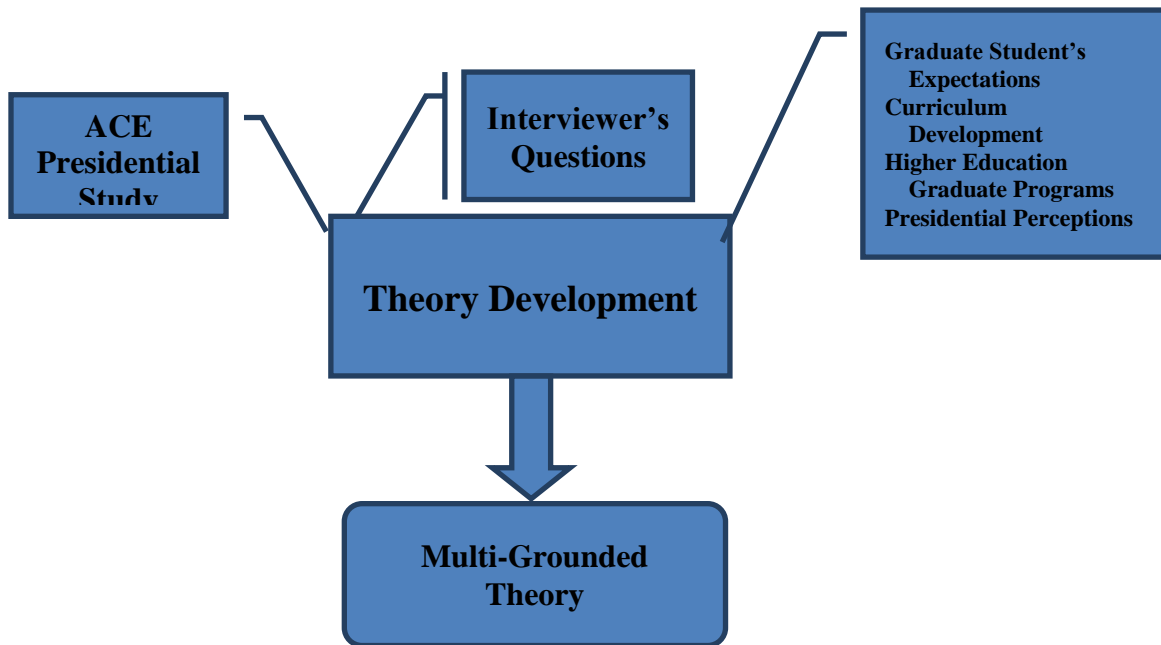 ACE
Presidential
Study
Interviewer’s
Questions
Graduate Student’s
Expectations
Curriculum
Development
Higher Education
Graduate Programs
Presidential Perceptions
Theory Development
Multi-Grounded
Theory